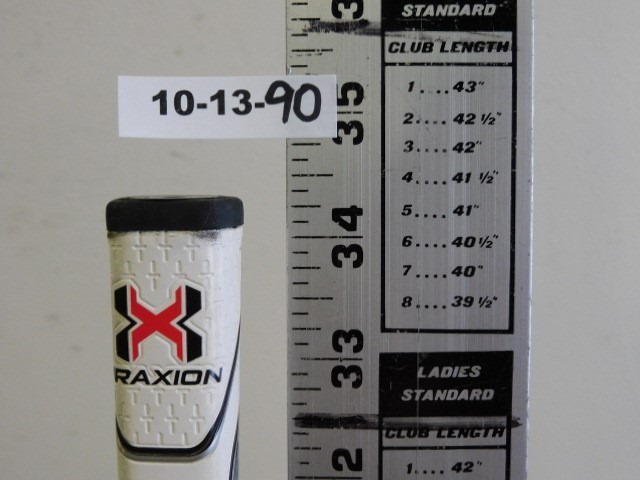 10-13-90
RAXION
3
35
34
33
2
STANDARD
CLUB LENGTH
1....43"
2....42 1/2"
3....42"
4....41 1/2"
5....41"
6....40 1/2"
7....40"
8....39 1/2"
LADIES
STANDARD
CLUB LENGTH
1....42"